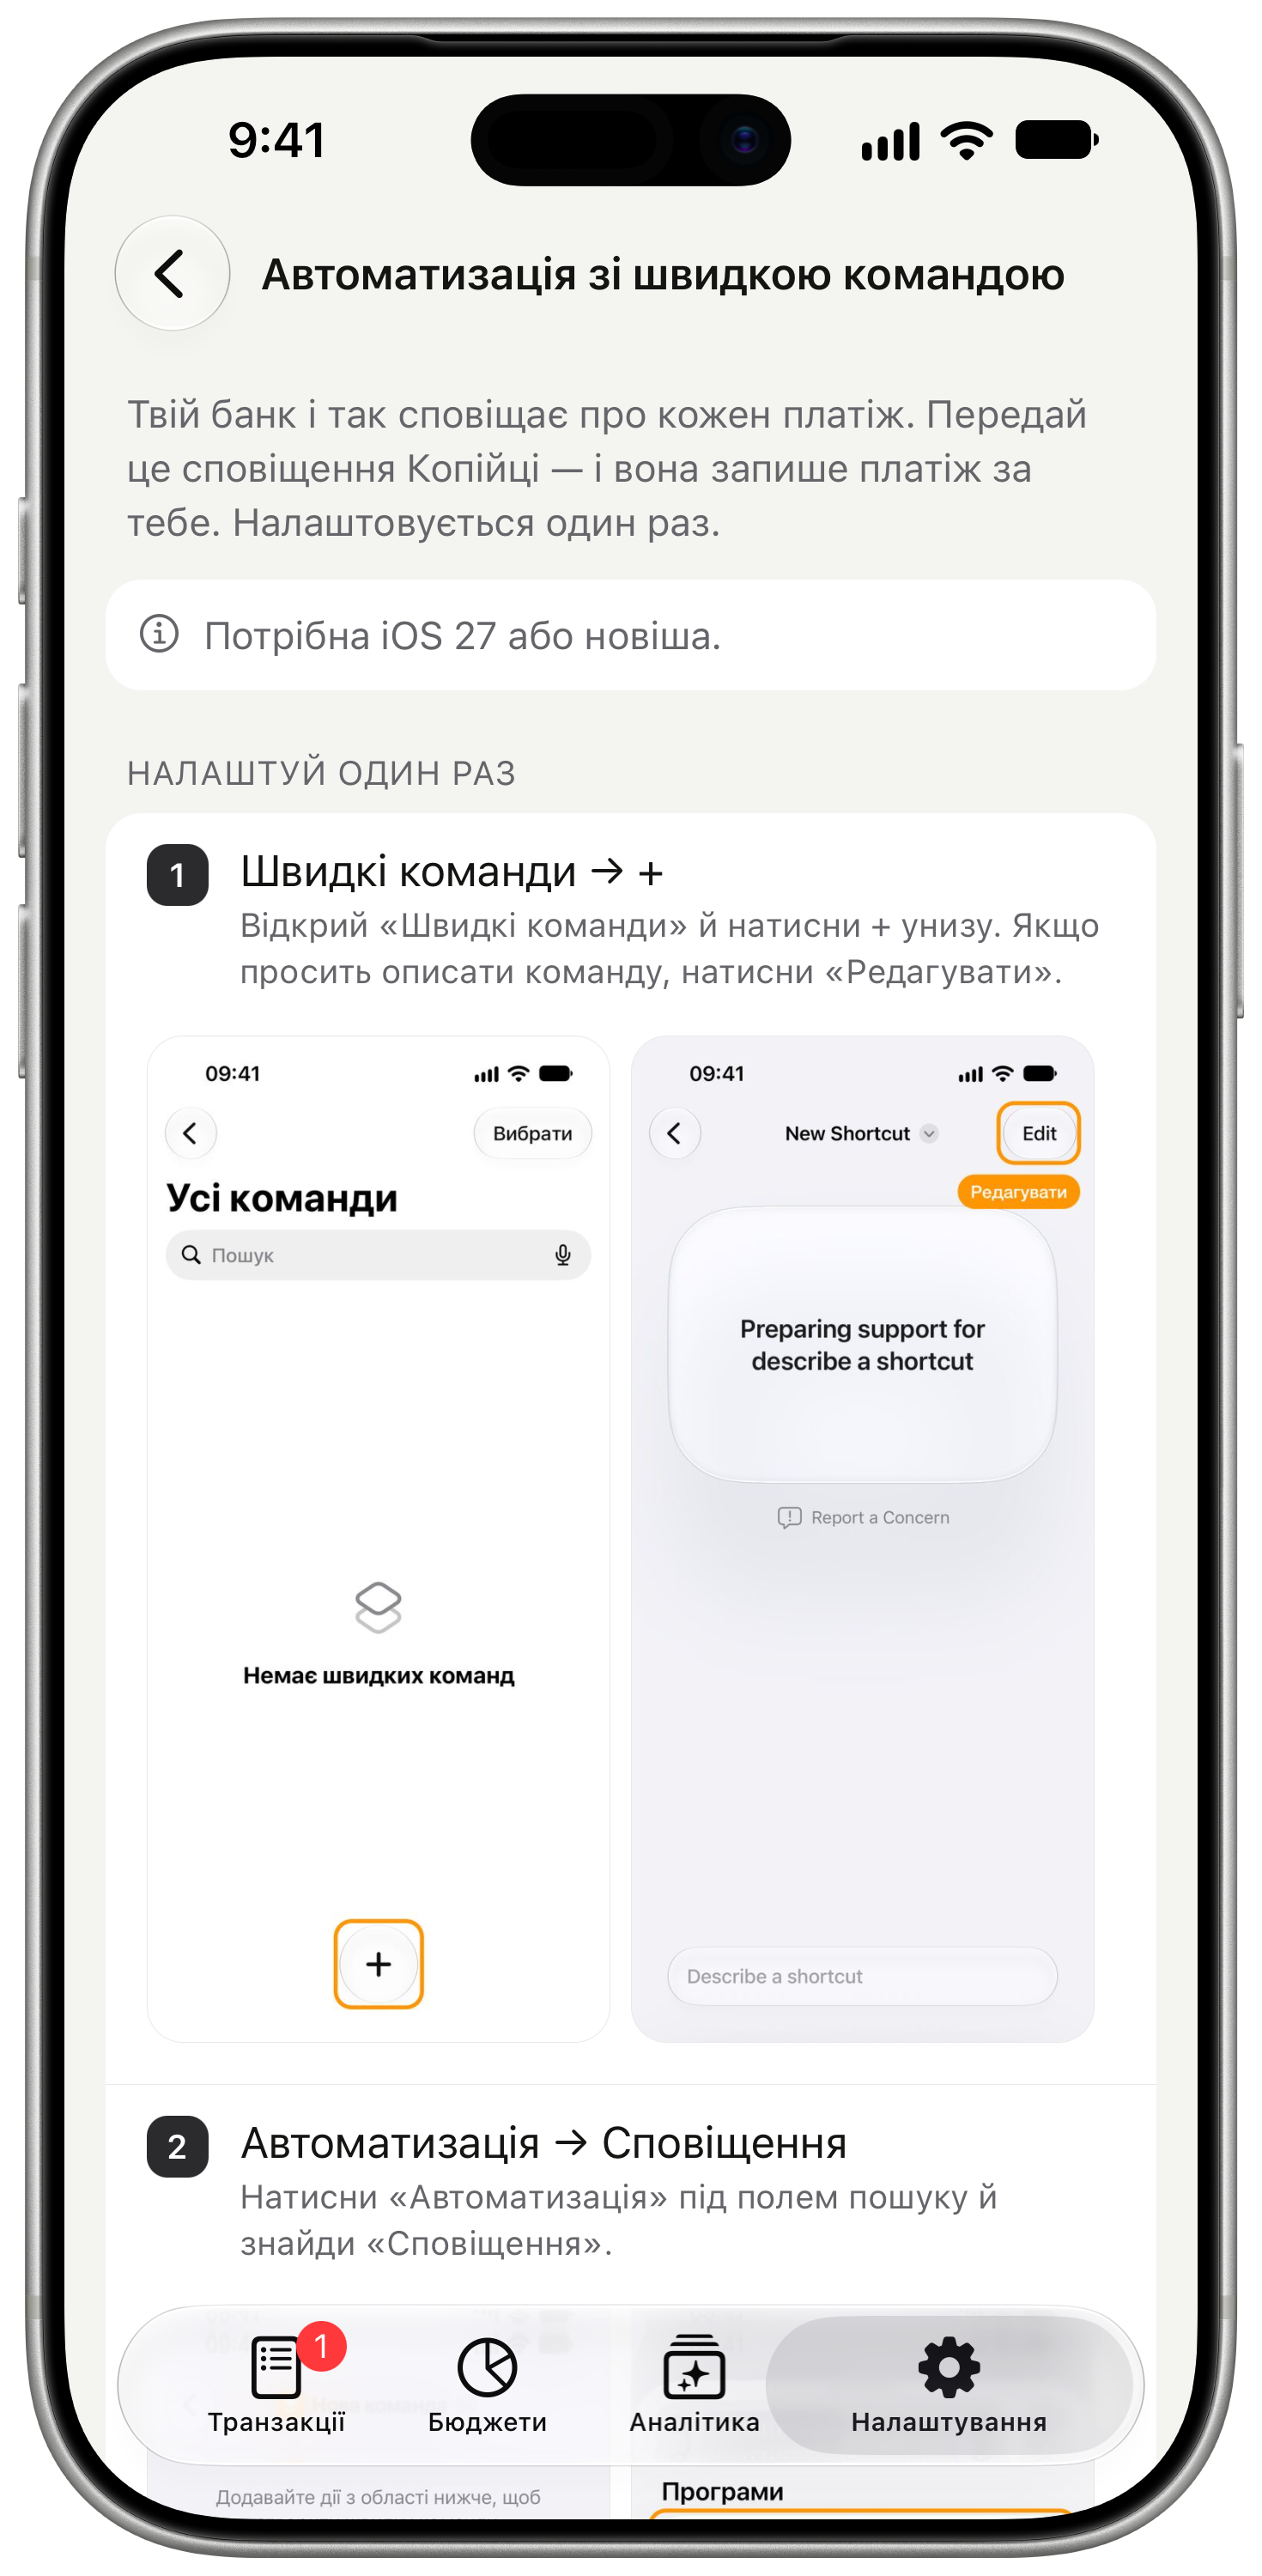 9:41
Автоматизація зі швидкою командою
Твій банк і так сповіщає про кожен платіж. Передай
це сповіщення Копійці — і вона запише платіж за
тебе. Налаштовується один раз.
Потрібна iOS 27 або новіша.
НАЛАШТУЙ ОДИН РАЗ
1
Швидкі команди → +
Відкрий «Швидкі команди» й натисни + унизу. Якщо
просить описати команду, натисни «Редагувати».
09:41
Вибрати
Усі команди
Пошук
Немає швидких команд
+
09:41
New Shortcut
Edit
Редагувати
Preparing support for
describe a shortcut
Report a Concern
Describe a shortcut
2
Автоматизація → Сповіщення
Натисни «Автоматизація» під полем пошуку й
знайди «Сповіщення».
1
Транзакції
Бюджети
Аналітика
Налаштування
Додавайте дії з області нижче, щоб
Програми